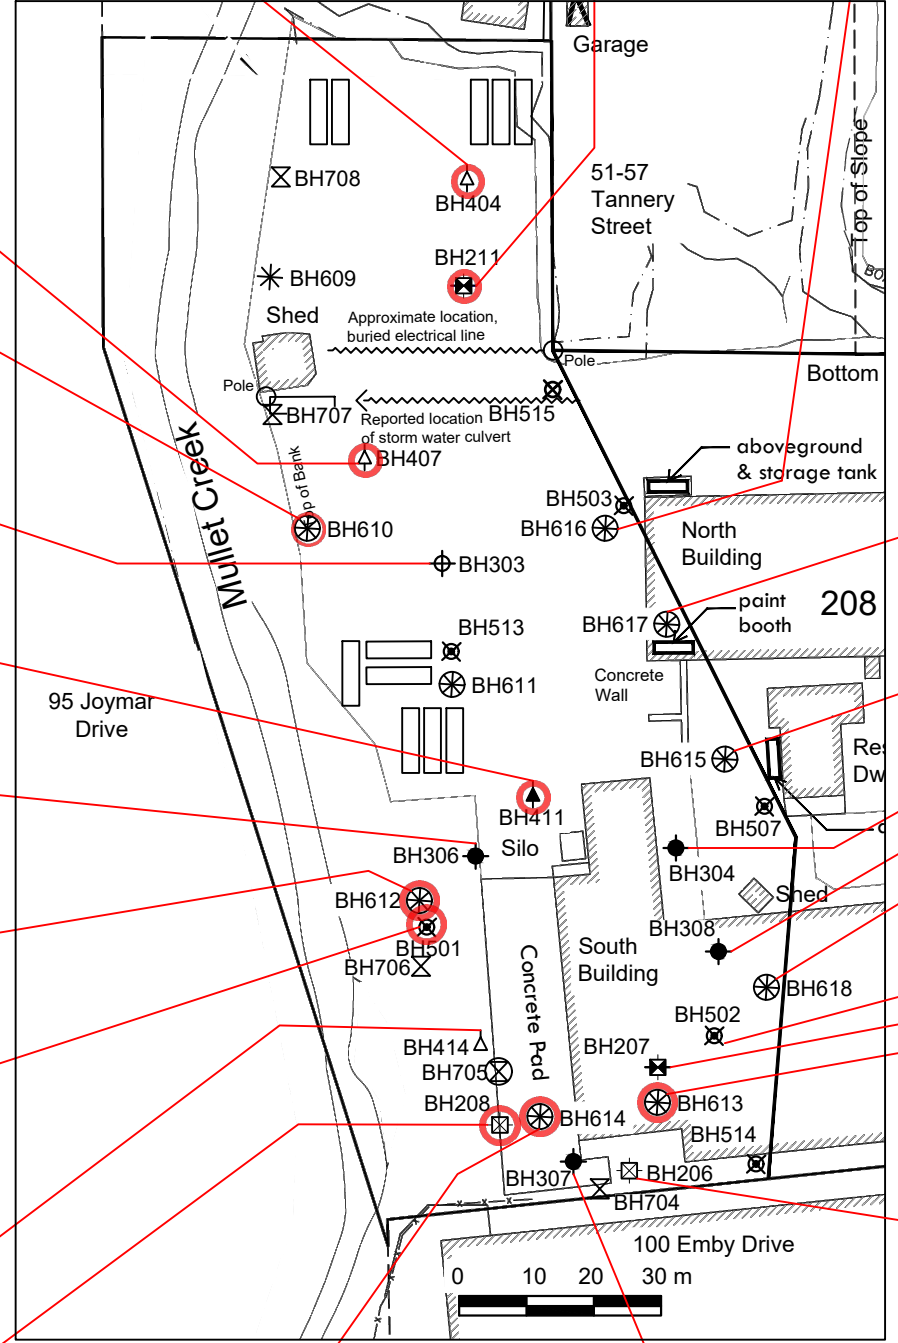 Garage
51-57
Tannery
Street
Top of Slope
BH708
BH404
BH211
BH609
Shed
Approximate location,
buried electrical line
Pole
Bottom
Pole
BH707
BH515
Reported location
of storm water culvert
aboveground
& storage tank
BH407
Mullet Creek
op of Bank
BH503
BH610
BH616
North
Building
BH303
208
paint
booth
BH617
BH513
BH611
Concrete
Wall
95 Joymar
Drive
BH615
Res
Dw
BH411
BH507
Silo
BH306
BH304
Shed
BH612
BH308
BH501
South
Building
BH706
Concrete Pad
BH618
BH502
BH414
BH207
BH705
BH208
BH613
BH614
BH514
BH307
BH206
BH704
100 Emby Drive
0 10 20 30 m